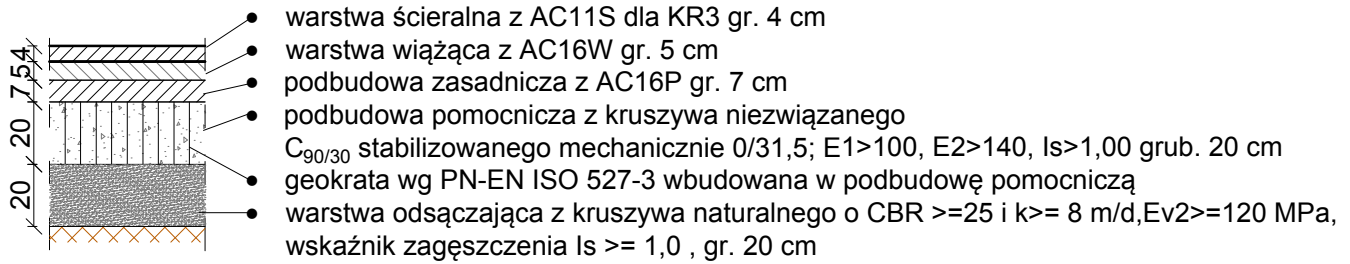 warstwa ścieralna z AC11S dla KR3 gr. 4 cm
warstwa wiążąca z AC16W gr. 5 cm
podbudowa zasadnicza z AC16P gr. 7 cm
podbudowa pomocnicza z kruszywa niezwiązanego
C90/30 stabilizowanego mechanicznie 0/31,5; E1>100, E2>140, Is>1,00 grub. 20 cm
geokrata wg PN-EN ISO 527-3 wbudowana w podbudowę pomocniczą
warstwa odsączająca z kruszywa naturalnego o CBR >=25 i k>= 8 m/d,Ev2>=120 MPa,
wskaźnik zagęszczenia Is >= 1,0 , gr. 20 cm
4
5
7
20
20